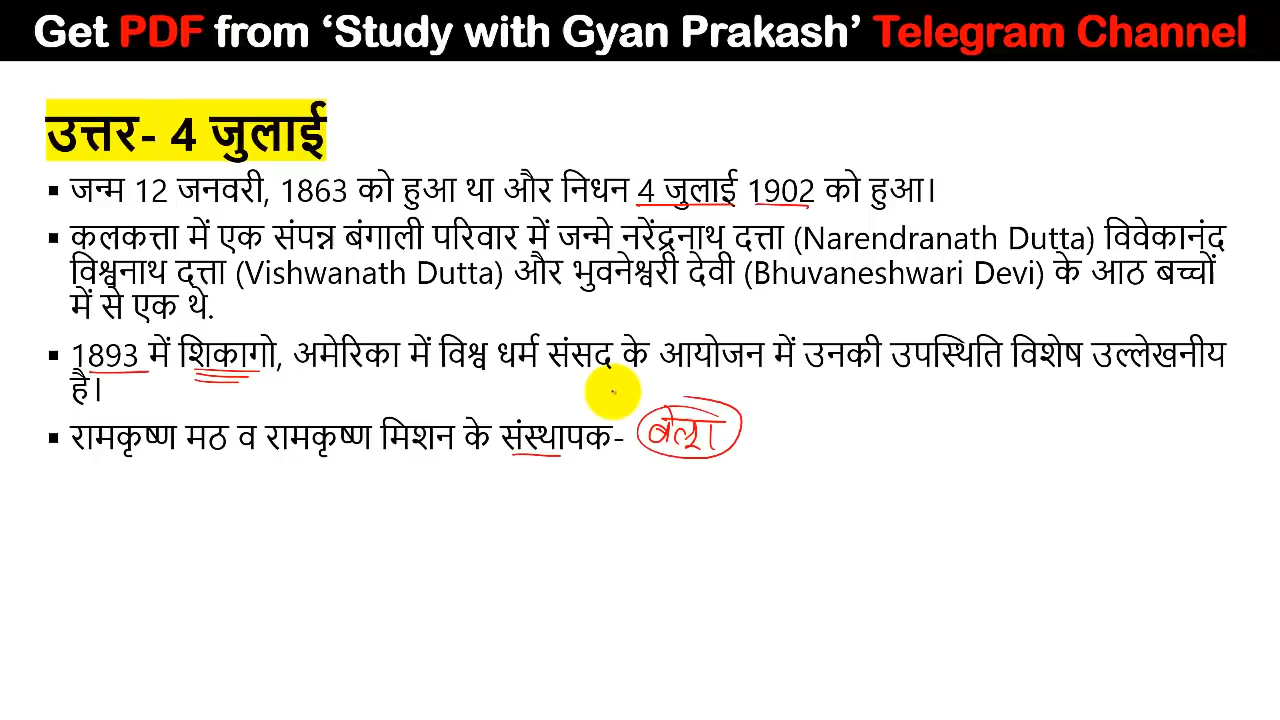 Get PDF from ‘Study with Gyan Prakash’ Telegram Channel
उत्तर- 4 जुलाई
▪ जन्म 12 जनवरी, 1863 को हुआ था और निधन 4 जुलाई 1902 को हुआ।
▪ कलकत्ता में एक संपन्न बंगाली परिवार में जन्मे नरेंद्रनाथ दत्ता (Narendranath Dutta) विवेकानंद
विश्वनाथ दत्ता (Vishwanath Dutta) और भुवनेश्वरी देवी (Bhuvaneshwari Devi) के आठ बच्चों
में से एक थे.
▪ 1893 में शिकागो, अमेरिका में विश्व धर्म संसद के आयोजन में उनकी उपस्थिति विशेष उल्लेखनीय
है।
▪ रामकृष्ण मठ व रामकृष्ण मिशन के संस्थापक-